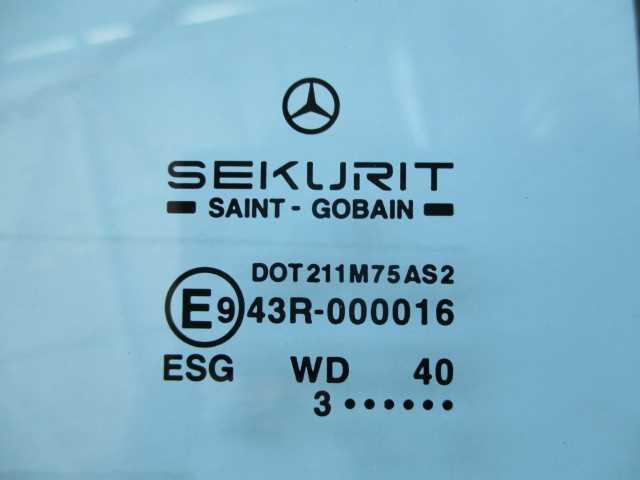 SEKURIT
SAINT - GOBAIN
DOT211M75AS2
E9 43R-000016
ESG WD 40
3 ••••••